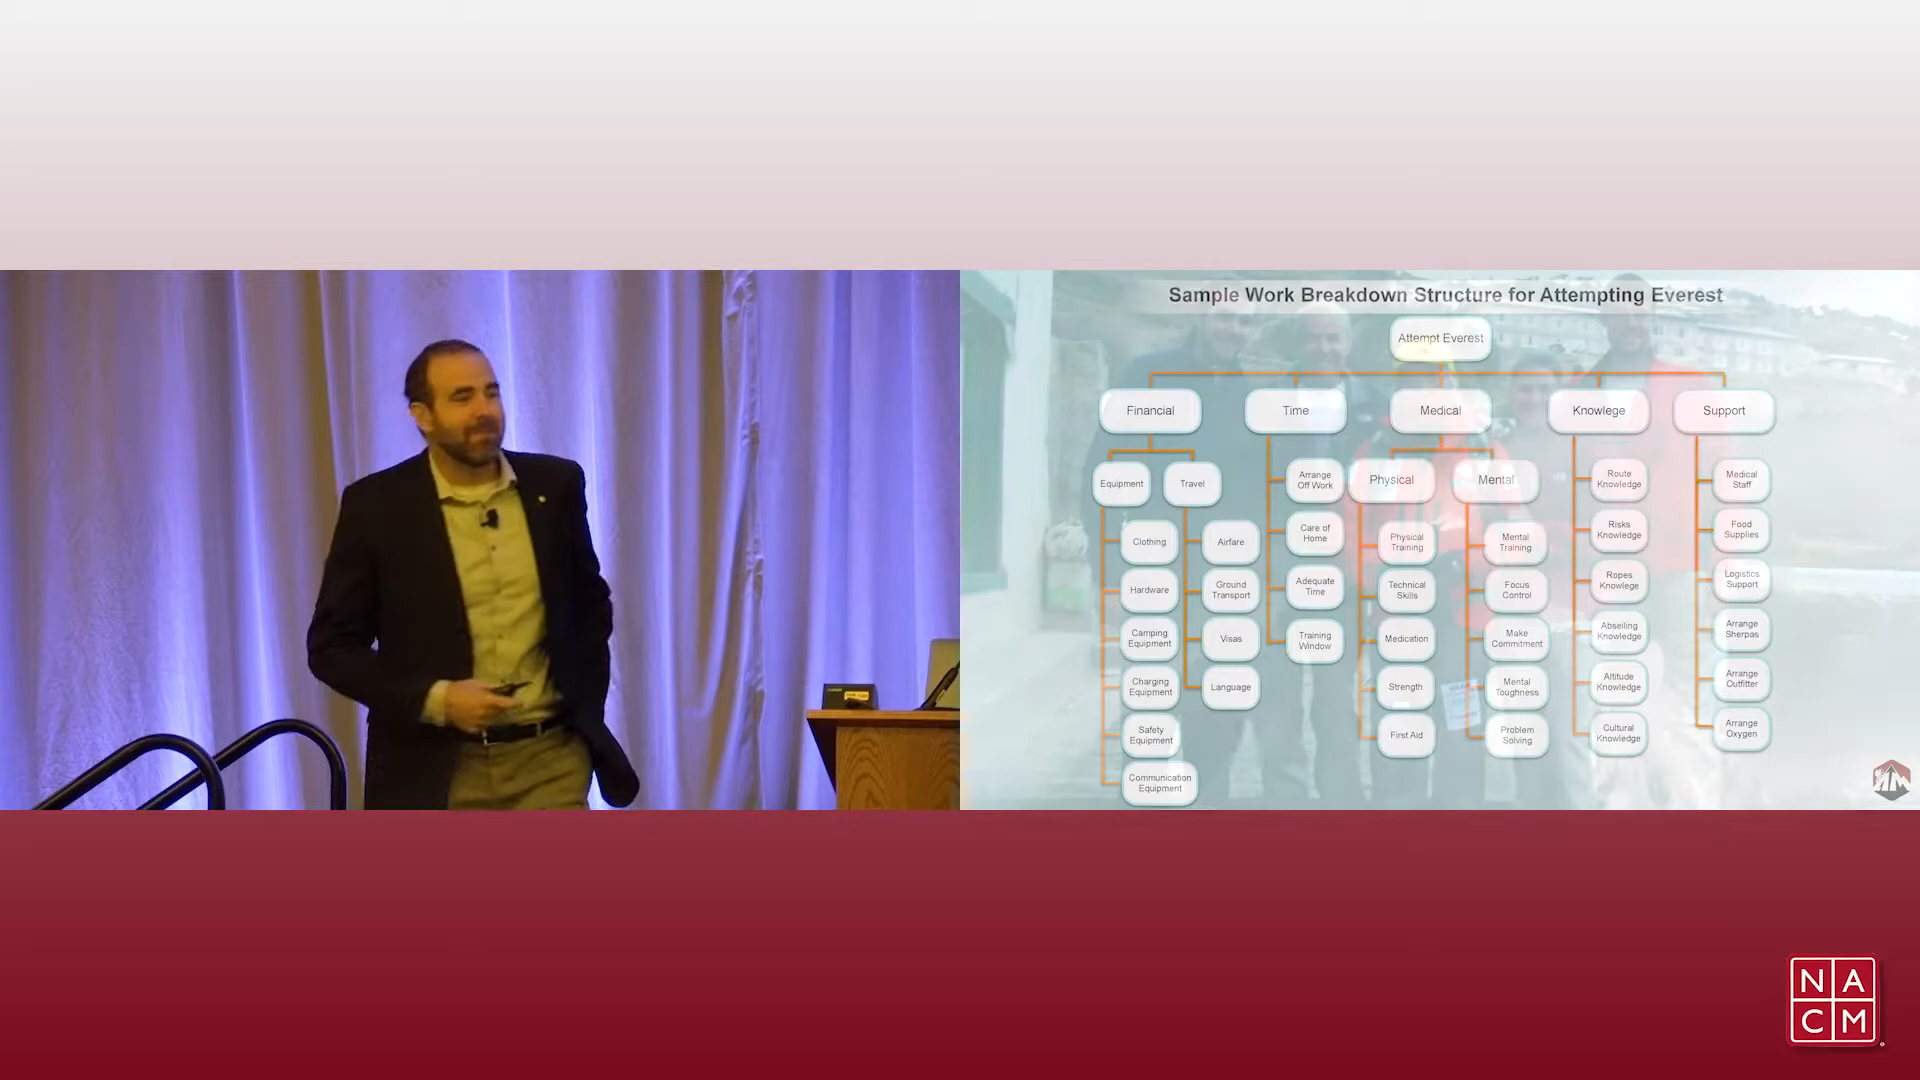 Sample Work Breakdown Structure for Attempting Everest
Attempt Everest
Financial
Time
Medical
Knowlege
Support
Equipment
Travel
Clothing
Hardware
Camping
Equipment
Charging
Equipment
Safety
Equipment
Communication
Equipment
Airfare
Ground
Transport
Visas
Language
Arrange
Off Work
Care of
Home
Adequate
Time
Training
Window
Physical
Mental
Physical
Training
Technical
Skills
Medication
Strength
First Aid
Mental
Training
Focus
Control
Make
Commitment
Mental
Toughness
Problem
Solving
Route
Knowledge
Risks
Knowledge
Ropes
Knowlege
Abseiling
Knowledge
Altitude
Knowledge
Cultural
Knowledge
Medical
Staff
Food
Supplies
Logistics
Support
Arrange
Sherpas
Arrange
Outfitter
Arrange
Oxygen
N A
C M